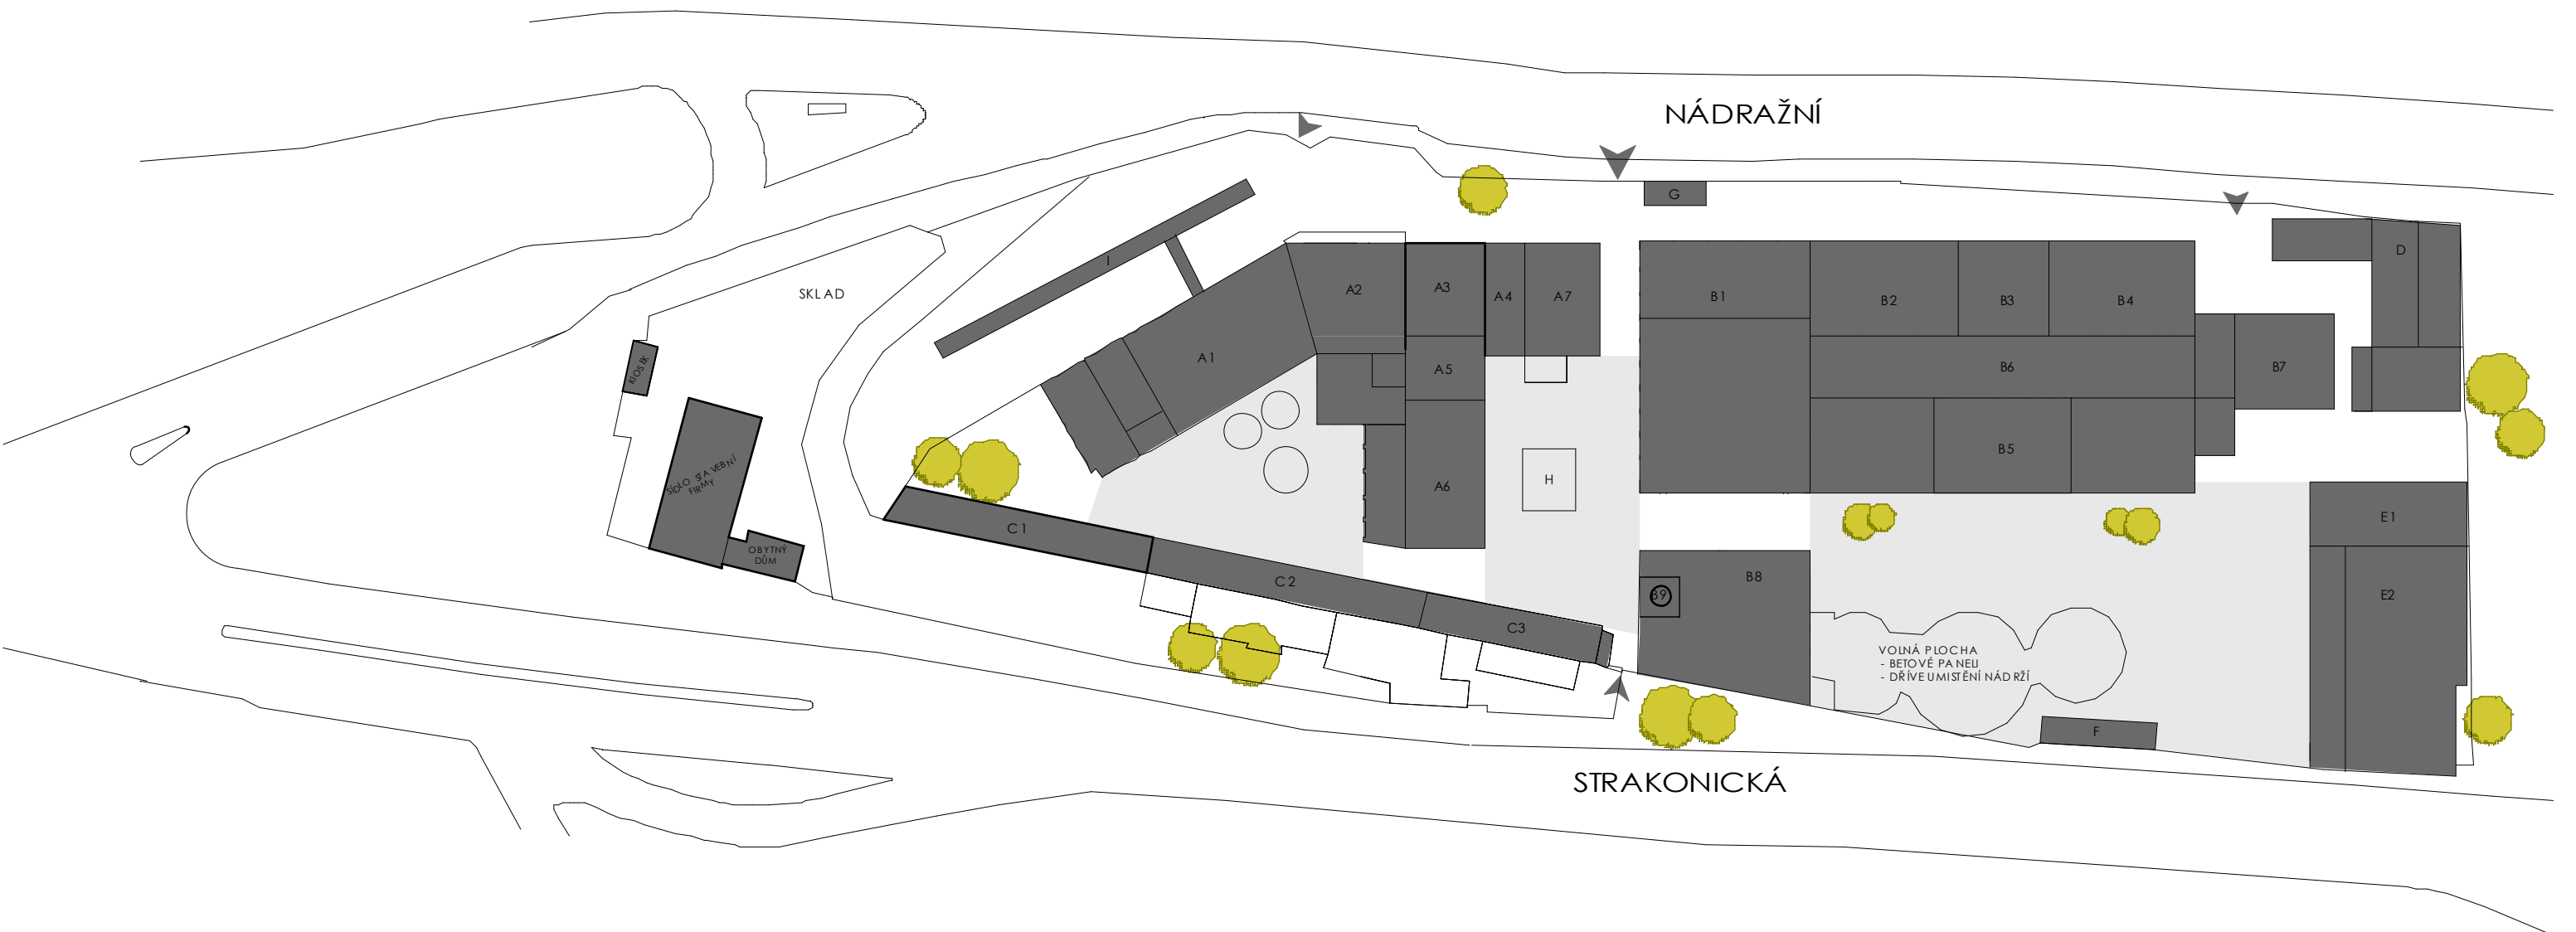 NÁDRAŽNÍ
G
D
I
SKLAD
A2
A3
A4
A7
B1
B2
B3
B4
A1
A5
B6
B7
KIOSEK
SÍDLO STAVEBNÍ
FIRMY
A6
H
B5
E1
C1
OBYTNÝ
DŮM
C2
B8
B9
E2
C3
VOLNÁ PLOCHA
- BETOVÉ PANELI
- DŘÍVE UMISTĚNÍ NÁDRŽÍ
F
STRAKONICKÁ